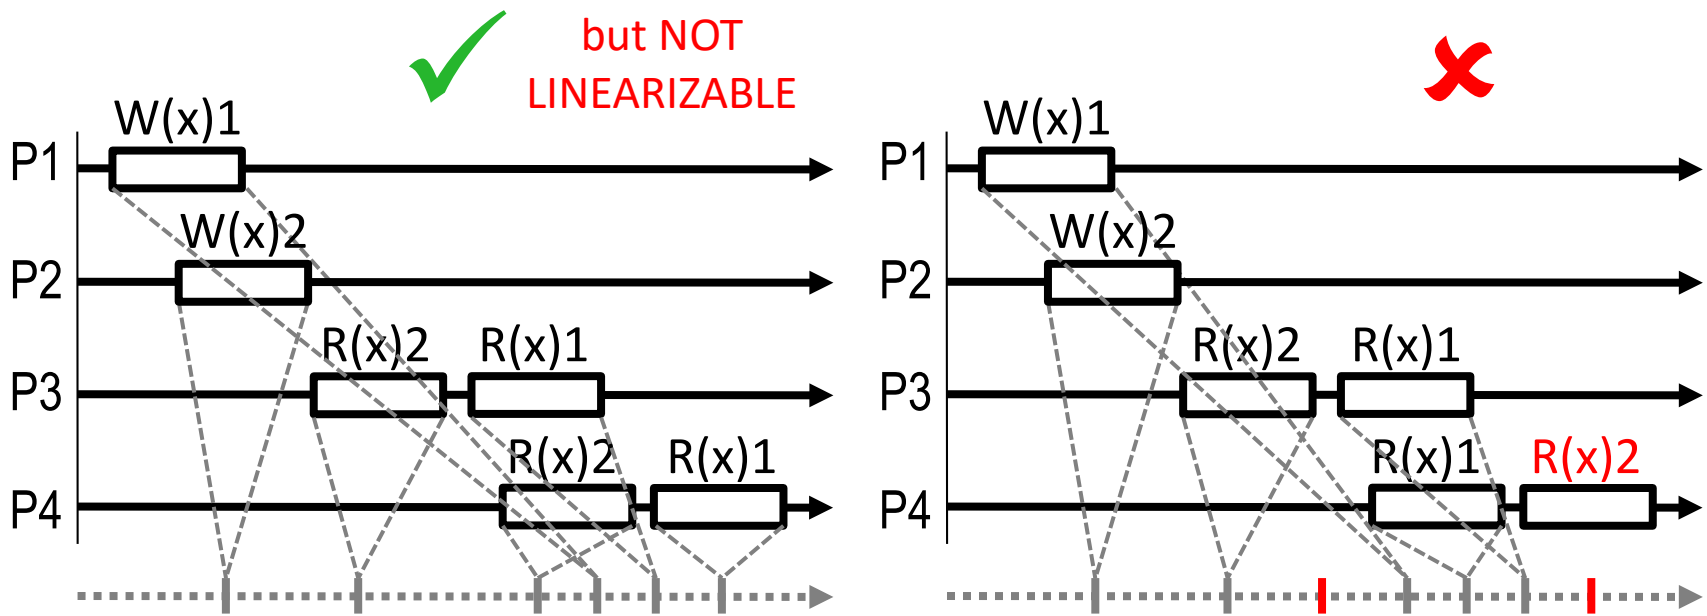 but NOT
LINEARIZABLE
W(x)1
P1
W(x)2
P2
R(x)2 R(x)1
P3
R(x)2 R(x)1
P4
W(x)1
P1
W(x)2
P2
R(x)2 R(x)1
P3
R(x)1 R(x)2
P4